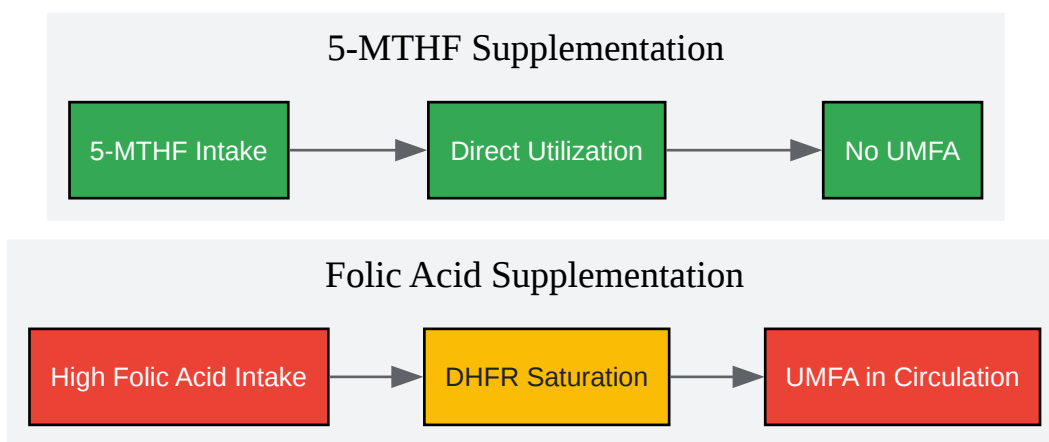 5-MTHF Supplementation
5-MTHF Intake
Direct Utilization
No UMFA
Folic Acid Supplementation
High Folic Acid Intake
DHFR Saturation
UMFA in Circulation